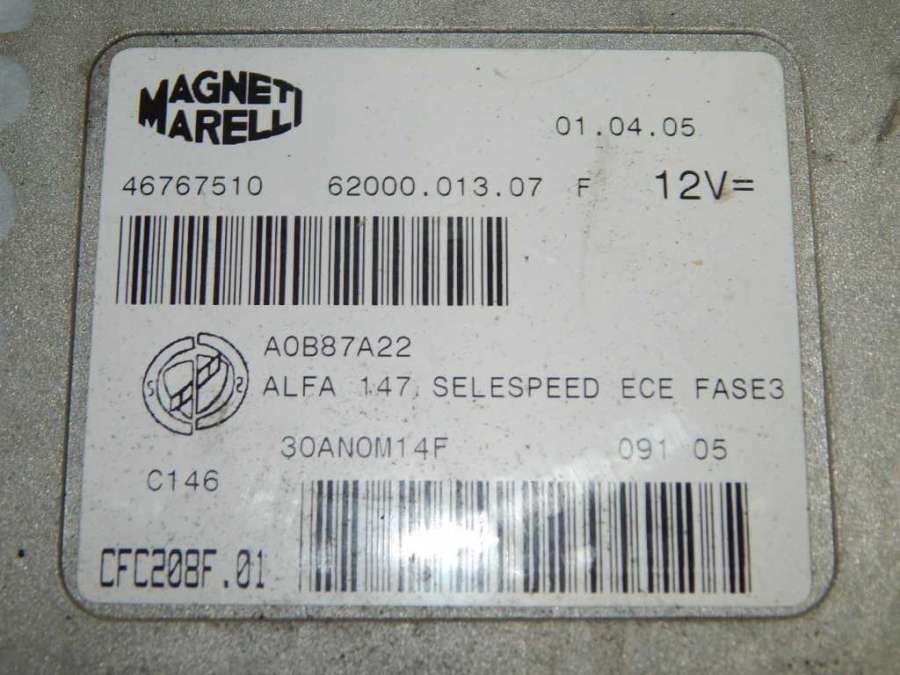 MAGNETI
MARELLI
01.04.05
46767510 62000.013.07 F 12V=
A0B87A22
ALFA 147 SELESPEED ECE FASE3
30AN0M14F 091 05
C146
CFC208F.01